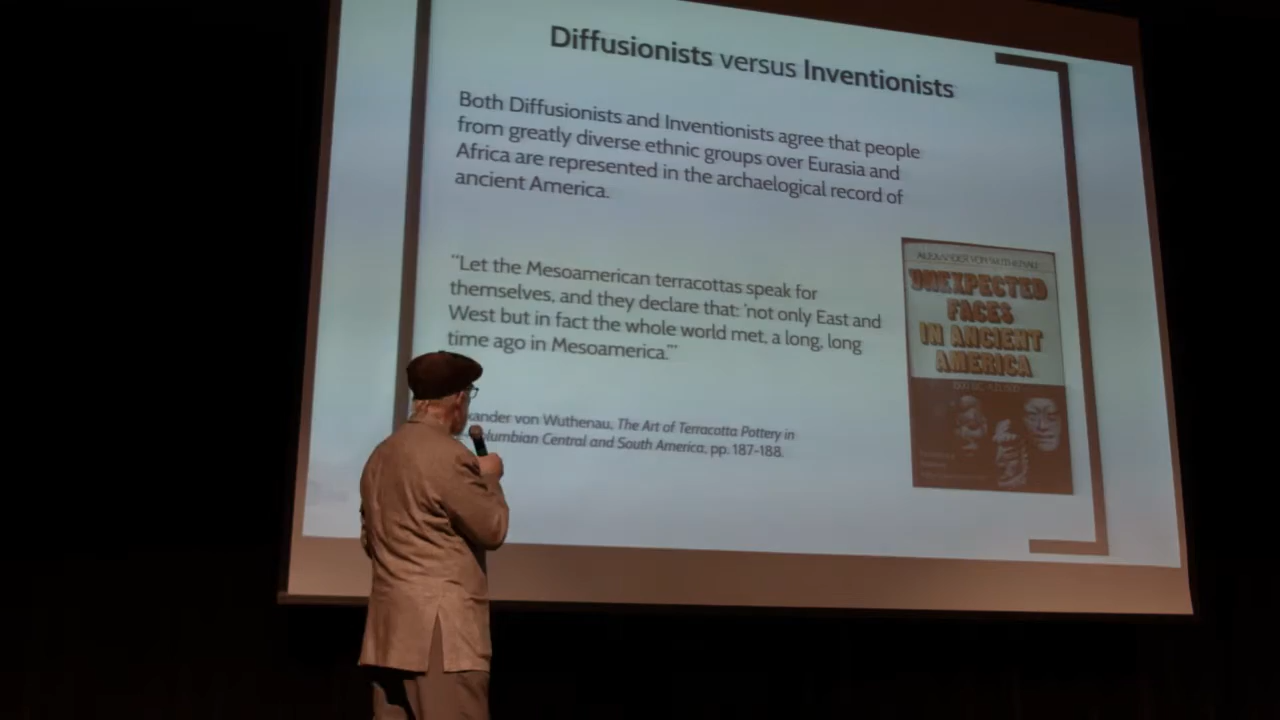 Diffusionists versus Inventionists
Both Diffusionists and Inventionists agree that people
from greatly diverse ethnic groups over Eurasia and
Africa are represented in the archaelogical record of
ancient America.
“Let the Mesoamerican terracottas speak for
themselves, and they declare that: ‘not only East and
West but in fact the whole world met, a long, long
time ago in Mesoamerica.’”
xander von Wuthenau, The Art of Terracotta Pottery in
olumbian Central and South America, pp. 187-188.
ALEXANDER VON WUTHENAU
UNEXPECTED
FACES
IN ANCIENT
AMERICA